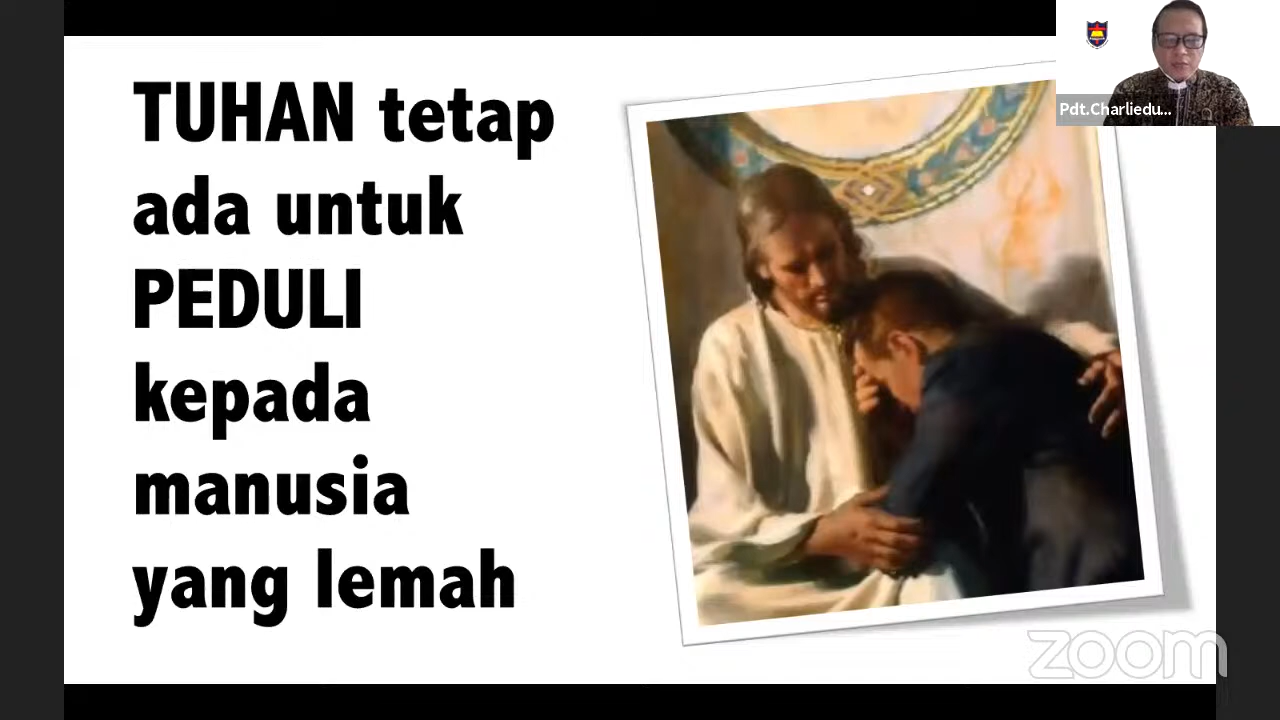 TUHAN tetap
ada untuk
PEDULI
kepada
manusia
yang lemah
Pdt.Charliedu...
zoom